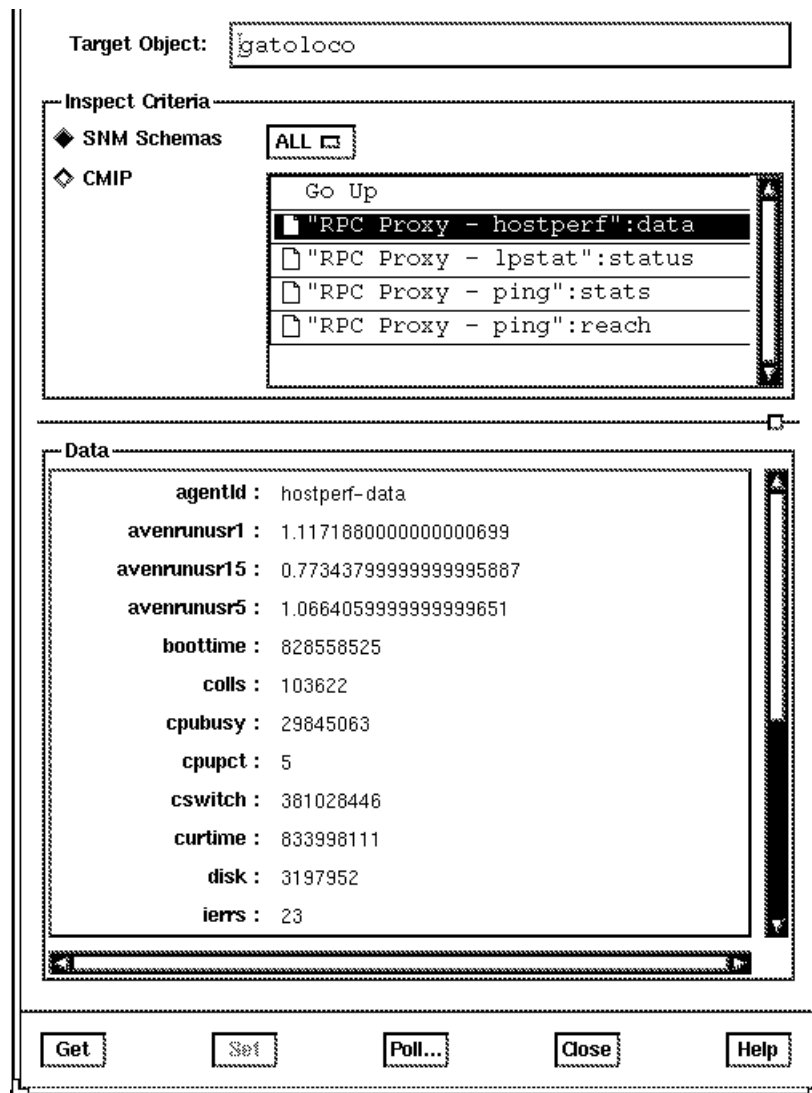 Target Object: gatoloco
Inspect Criteria
SNM Schemas ALL
CMIP
Go Up
"RPC Proxy - hostperf":data
"RPC Proxy - lpstat":status
"RPC Proxy - ping":stats
"RPC Proxy - ping":reach
Data
agentId : hostperf-data
avenrunusr1 : 1.1171880000000000699
avenrunusr15 : 0.77343799999999995887
avenrunusr5 : 1.0664059999999999651
boottime : 828558525
colls : 103622
cpubusy : 29845063
cpupct : 5
cswitch : 381028446
curtime : 833998111
disk : 3197952
ierrs : 23
Get Set Poll... Close Help